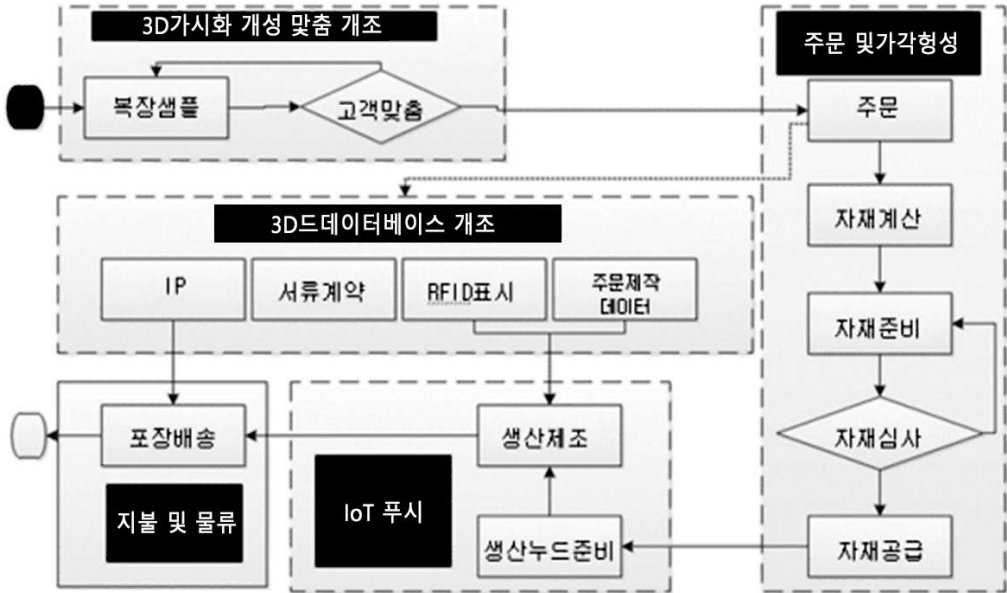 3D가시화 개성 맞춤 개조
복장샘플
고객맞춤
주문 및가각헝성
주문
자재계산
자재준비
자재심사
자재공급
3D드데이터베이스 개조
IP
서류계약
RFID표시
주문제작
데이터
포장배송
지불 및 물류
생산제조
IoT 푸시
생산누드준비